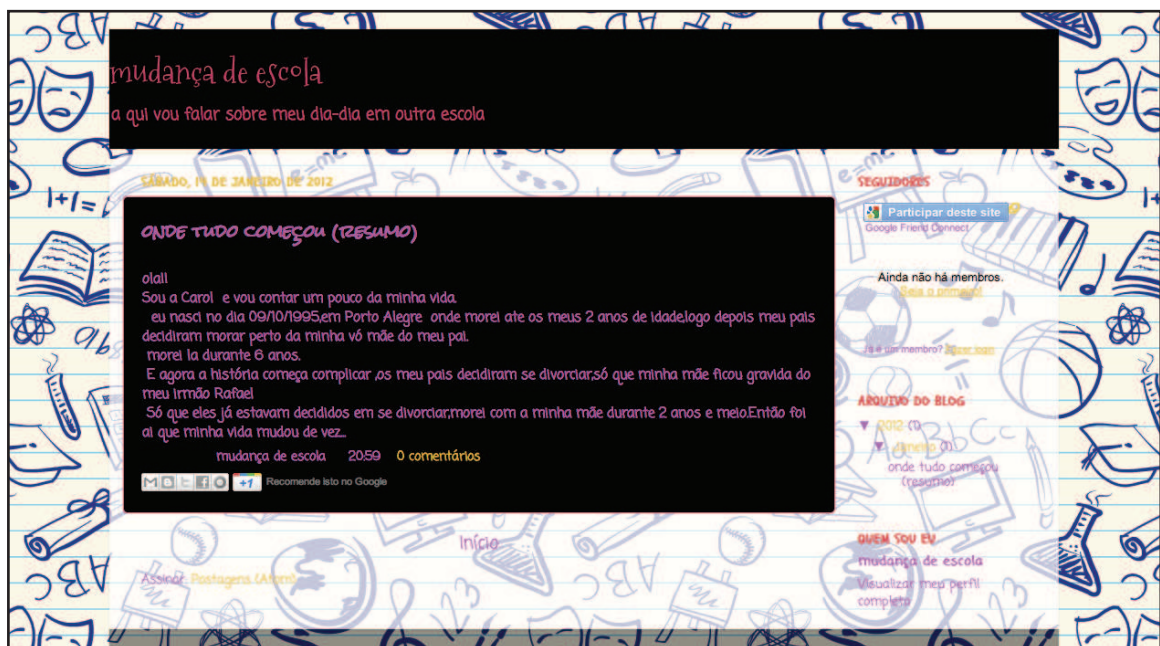 mudança de escola
a qui vou falar sobre meu dia-dia em outra escola
SÁBADO, 14 DE JANEIRO DE 2012
ONDE TUDO COMEÇOU (RESUMO)
ola!!
Sou a Carol e vou contar um pouco da minha vida.
eu nasci no dia 09/10/1995,em Porto Alegre onde morei ate os meus 2 anos de idade,logo depois meu pais
decidiram morar perto da minha vó mãe do meu pai.
morei la durante 6 anos.
E agora a história começa complicar ,os meu pais decidiram se divorciar,só que minha mãe ficou gravida do
meu irmão Rafael
Só que eles já estavam decididos em se divorciar,morei com a minha mãe durante 2 anos e meio.Então foi
ai que minha vida mudou de vez...
mudança de escola 20:59 0 comentários
+1 Recomende isto no Google
Início
Assinar: Postagens (Atom)
SEGUIDORES
Participar deste site
Google Friend Connect
Ainda não há membros.
Seja o primeiro!
Já é um membro? Fazer login
ARQUIVO DO BLOG
▼ 2012 (1)
▼ Janeiro (1)
onde tudo começou
(resumo)
QUEM SOU EU
mudança de escola
Visualizar meu perfil
completo